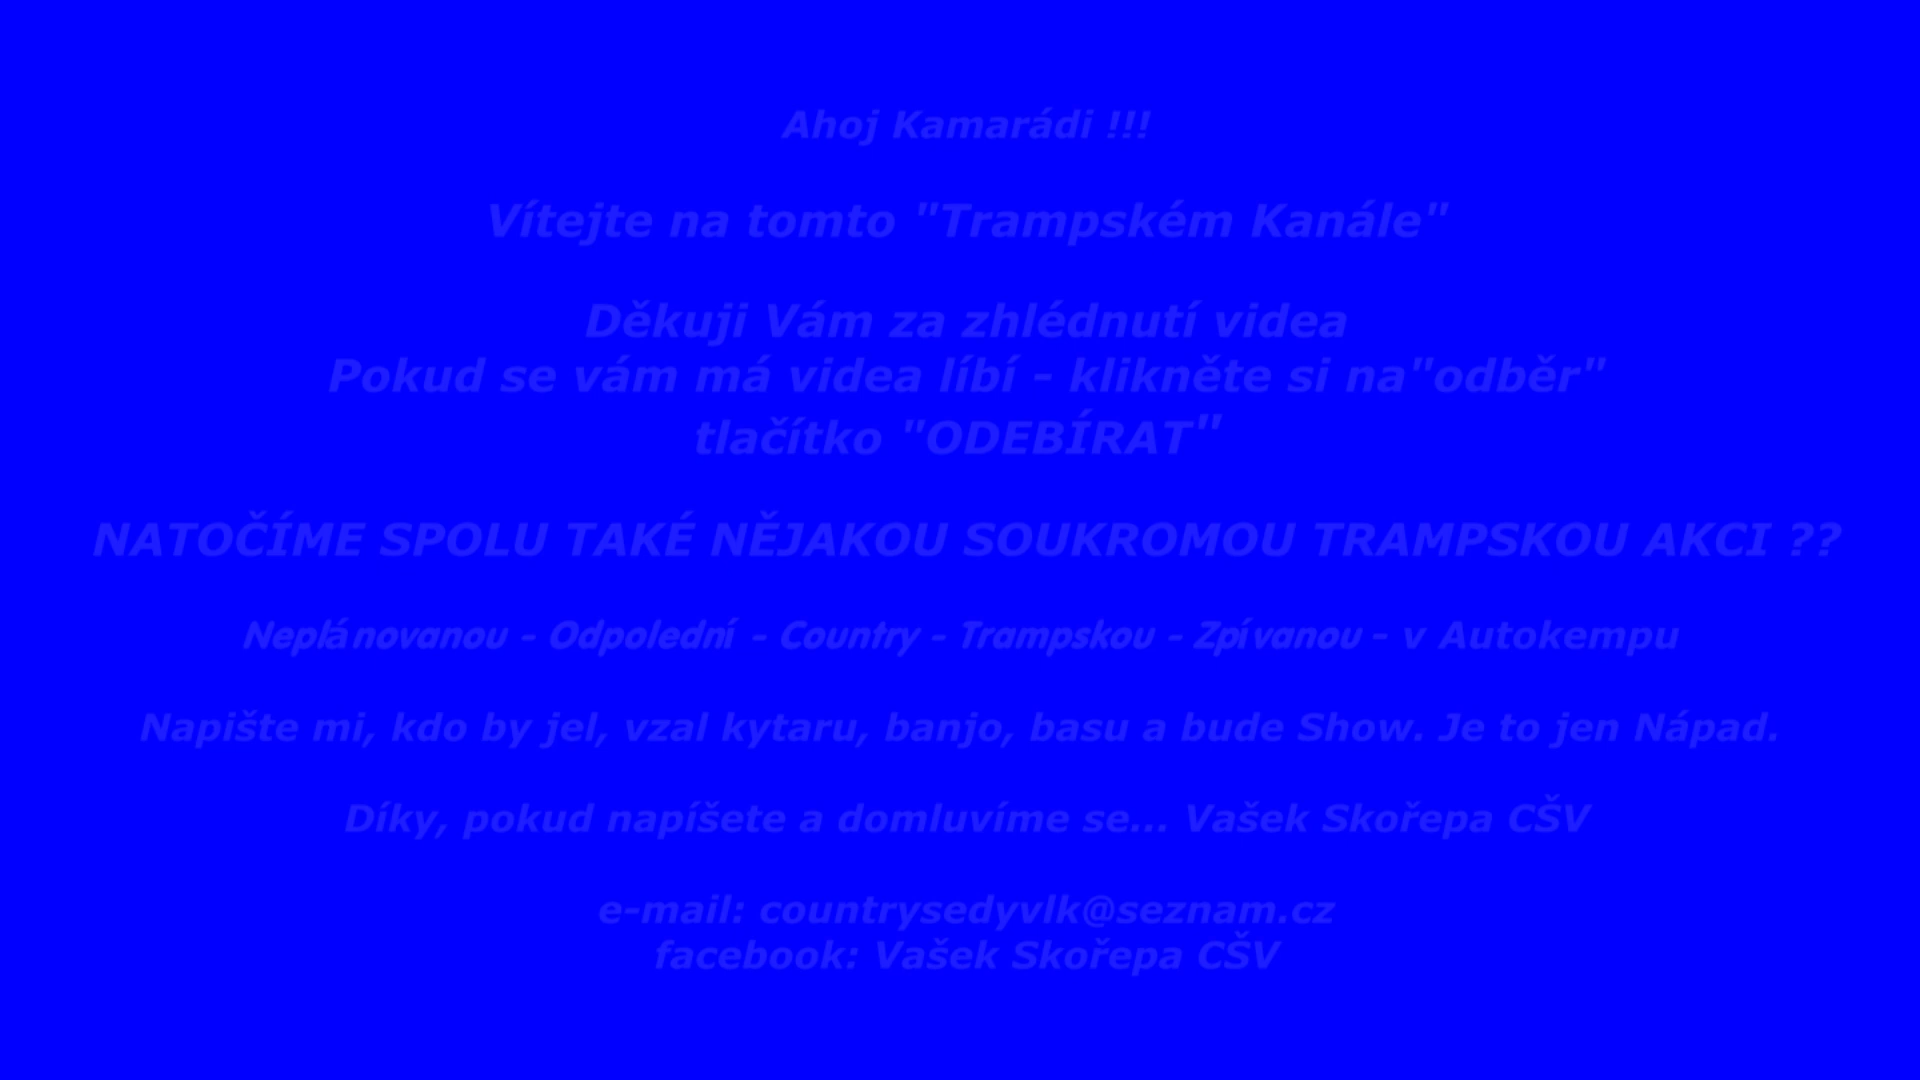 Ahoj Kamarádi !!!
Vítejte na tomto "Trampském Kanále"
Děkuji Vám za zhlédnutí videa
Pokud se vám má videa líbí - klikněte si na"odběr"
tlačítko "ODEBÍRAT"
NATOČÍME SPOLU TAKÉ NĚJAKOU SOUKROMOU TRAMPSKOU AKCI ??
Neplánovanou - Odpolední - Country - Trampskou - Zpívanou - v Autokempu
Napište mi, kdo by jel, vzal kytaru, banjo, basu a bude Show. Je to jen Nápad.
Díky, pokud napíšete a domluvíme se... Vašek Skořepa CŠV
e-mail: countrysedyvlk@seznam.cz
facebook: Vašek Skořepa CŠV